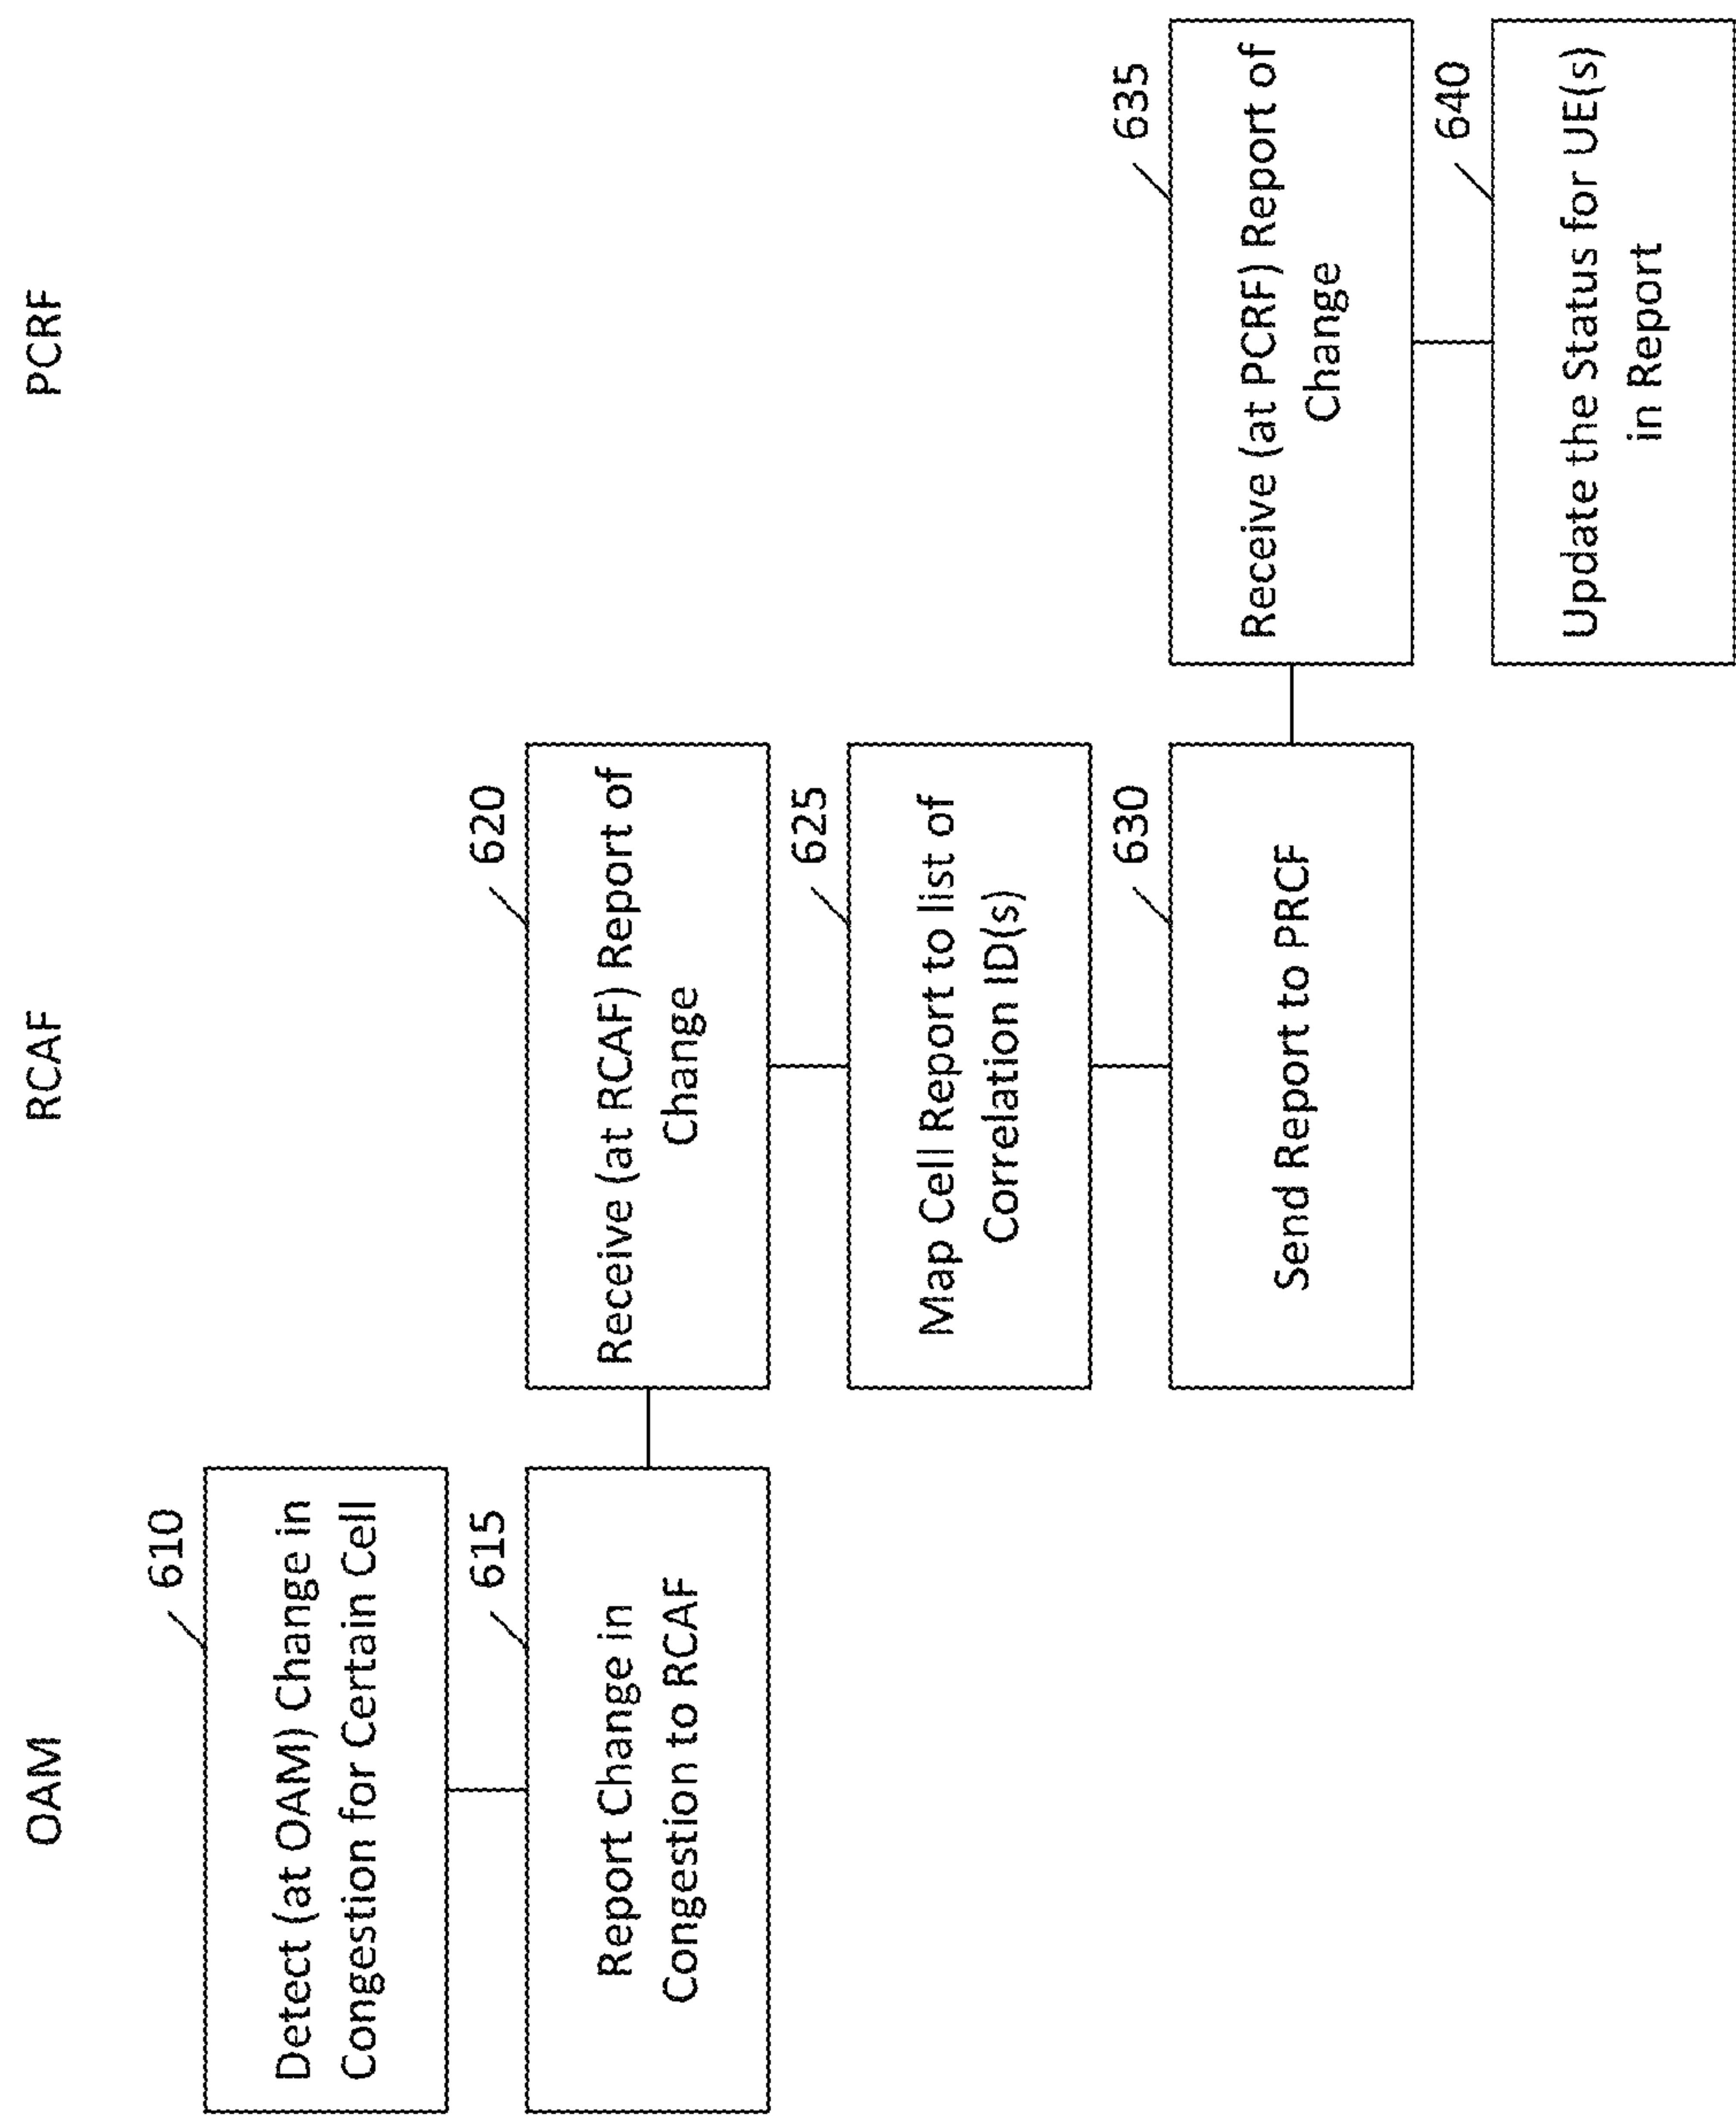 OAM
RCAF
PCRF
610
Detect (at OAM) Change in
Congestion for Certain Cell
615
Report Change in
Congestion to RCAF
620
Receive (at RCAF) Report of
Change
625
Map Cell Report to list of
Correlation ID(s)
630
Send Report to PRCF
635
Receive (at PCRF) Report of
Change
640
Update the Status for UE(s)
in Report